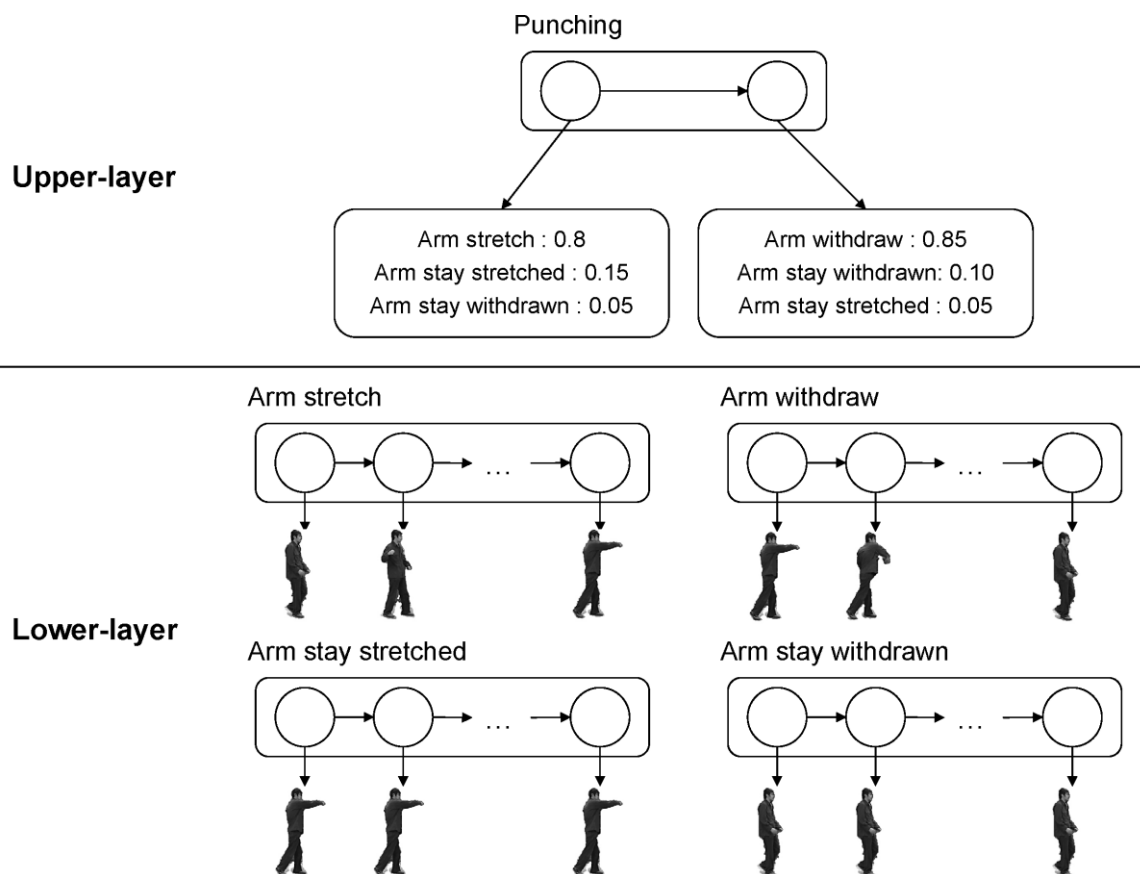 Punching
Upper-layer
Arm stretch : 0.8
Arm stay stretched : 0.15
Arm stay withdrawn : 0.05
Arm withdraw : 0.85
Arm stay withdrawn: 0.10
Arm stay stretched : 0.05
Arm stretch
Arm withdraw
...
...
Lower-layer
Arm stay stretched
Arm stay withdrawn
...
...